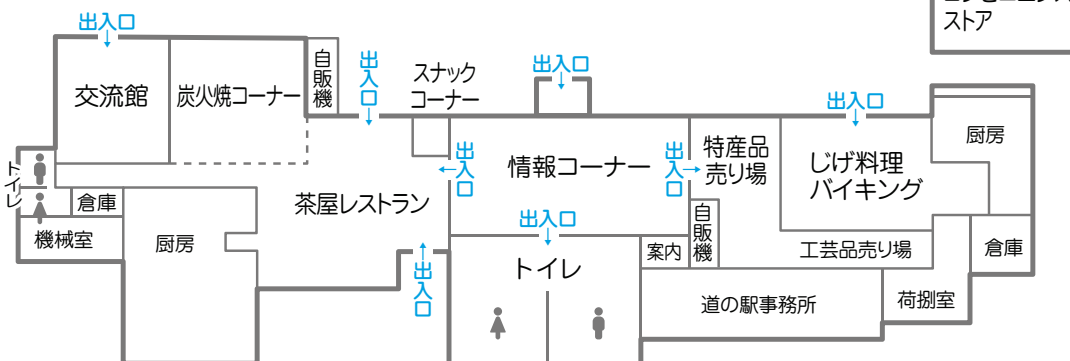 ストア
出入口
交流館
炭火焼コーナー
自販機
出入口
スナック
コーナー
出入口
出入口
厨房
トイレ
倉庫
機械室
厨房
茶屋レストラン
出入口
出入口
情報コーナー
出入口
特産品
売り場
じげ料理
バイキング
出入口
トイレ
案内
自販機
工芸品売り場
倉庫
道の駅事務所
荷捌室